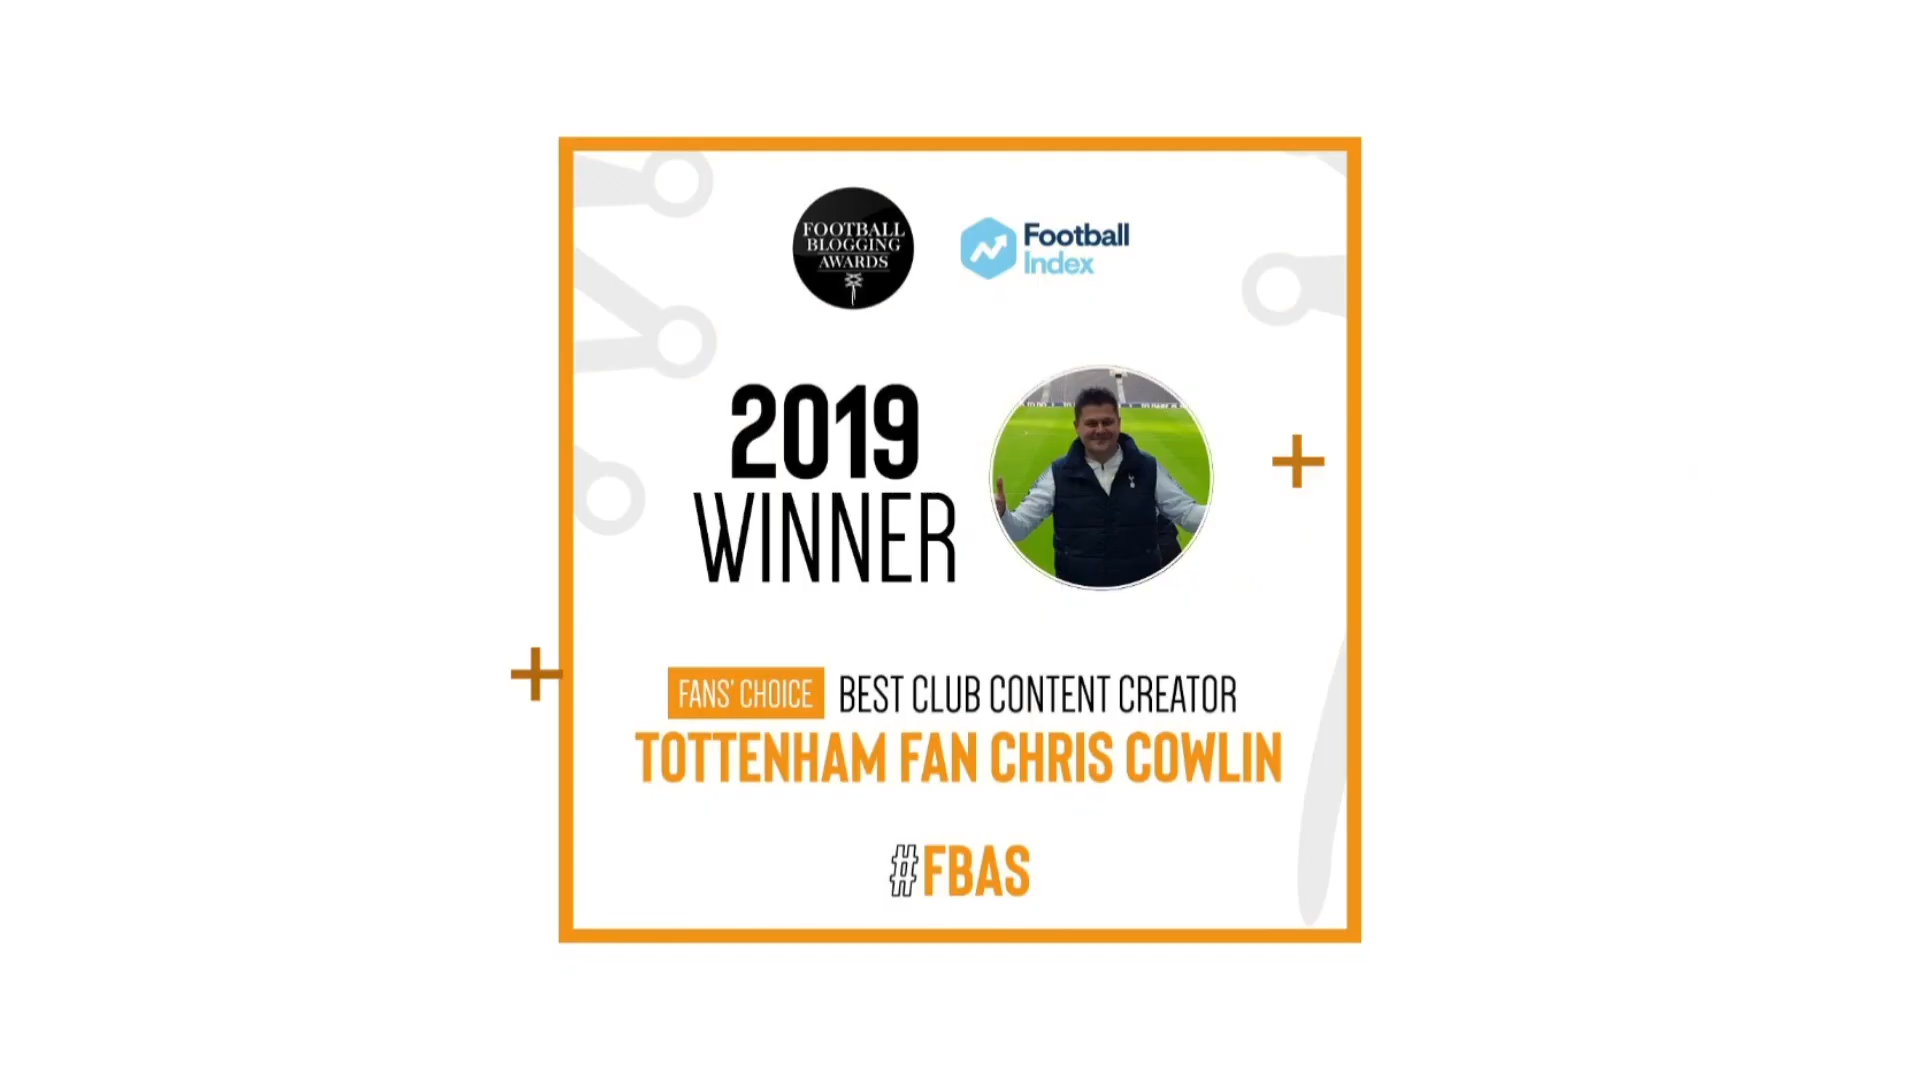 FOOTBALL
BLOGGING
AWARDS
Football
Index
2019
WINNER
FANS' CHOICE BEST CLUB CONTENT CREATOR
TOTTENHAM FAN CHRIS COWLIN
#FBAS